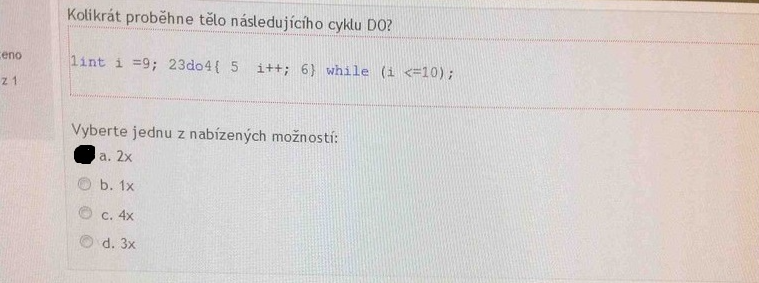 Kolikrát proběhne tělo následujícího cyklu DO?
eno
1int i =9; 23do4{ 5 i++; 6} while (i <=10);
z 1
Vyberte jednu z nabízených možností:
a. 2x
b. 1x
c. 4x
d. 3x